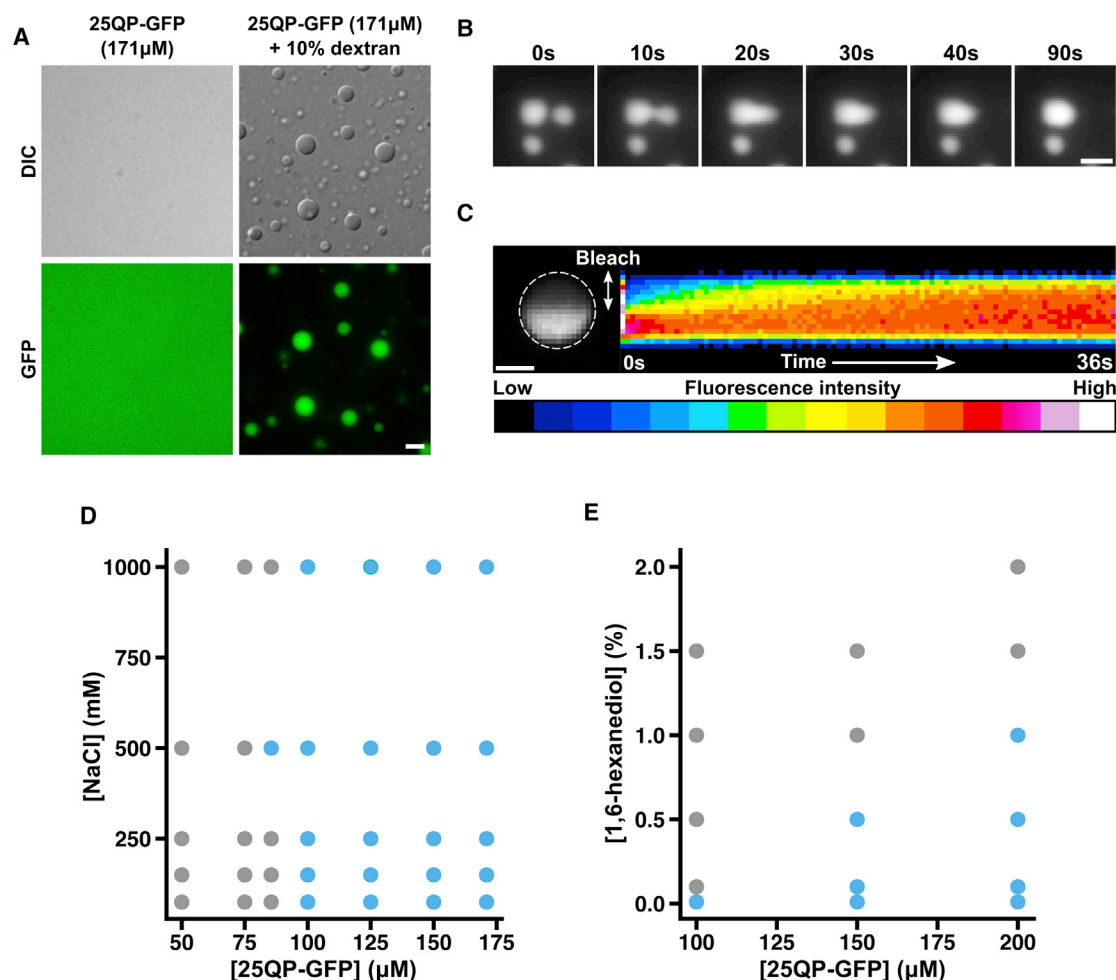 A
25QP-GFP
(171µM)
25QP-GFP (171µM)
+ 10% dextran
DIC
GFP
B
0s 10s 20s 30s 40s 90s
C
Bleach
0s Time 36s
Low Fluorescence intensity High
D
[NaCl] (mM)
1000
750
500
250
50 75 100 125 150 175
[25QP-GFP] (µM)
E
[1,6-hexanediol] (%)
2.0
1.5
1.0
0.5
0.0
100 125 150 175 200
[25QP-GFP] (µM)